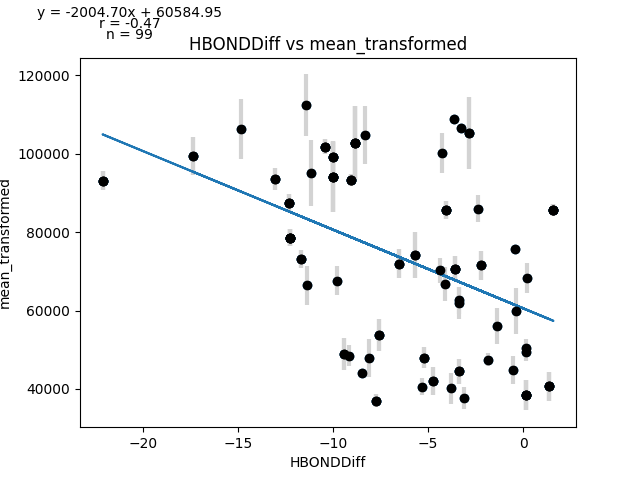 y = -2004.70x + 60584.95
r = -0.47
n = 99
HBONDDiff vs mean_transformed
120000
100000
80000
60000
40000
mean_transformed
−20
−15
−10
−5
0
HBONDDiff